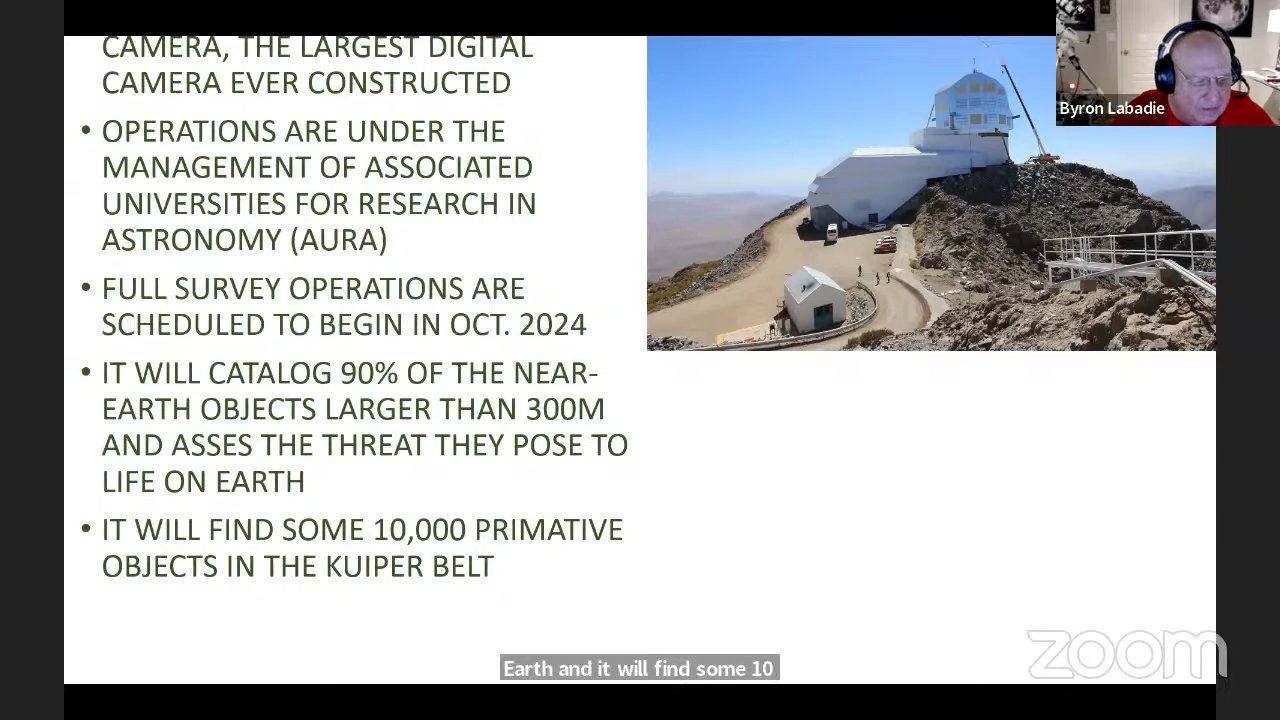 CAMERA, THE LARGEST DIGITAL
CAMERA EVER CONSTRUCTED
• OPERATIONS ARE UNDER THE
MANAGEMENT OF ASSOCIATED
UNIVERSITIES FOR RESEARCH IN
ASTRONOMY (AURA)
• FULL SURVEY OPERATIONS ARE
SCHEDULED TO BEGIN IN OCT. 2024
• IT WILL CATALOG 90% OF THE NEAR-
EARTH OBJECTS LARGER THAN 300M
AND ASSES THE THREAT THEY POSE TO
LIFE ON EARTH
• IT WILL FIND SOME 10,000 PRIMATIVE
OBJECTS IN THE KUIPER BELT
Byron Labadie
Earth and it will find some 10
zoom